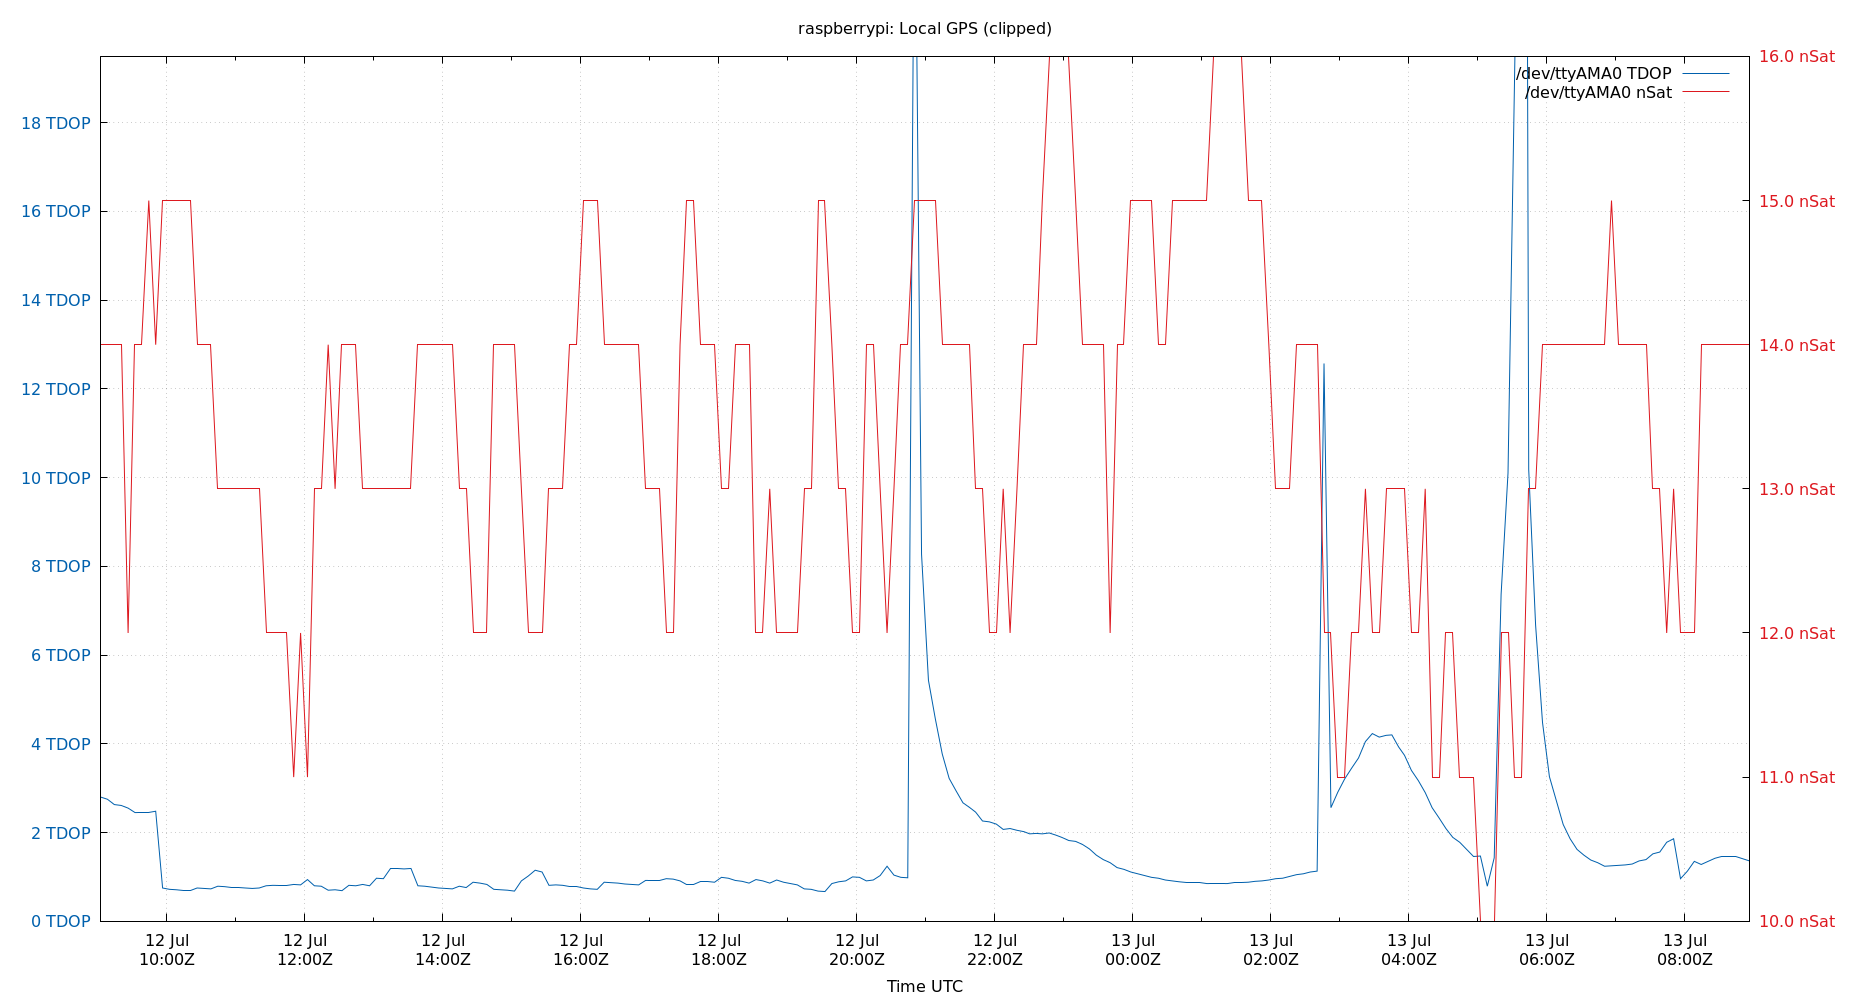 raspberrypi: Local GPS (clipped)
/dev/ttyAMA0 TDOP
/dev/ttyAMA0 nSat
18 TDOP
16 TDOP
14 TDOP
12 TDOP
10 TDOP
8 TDOP
6 TDOP
4 TDOP
2 TDOP
0 TDOP
16.0 nSat
15.0 nSat
14.0 nSat
13.0 nSat
12.0 nSat
11.0 nSat
10.0 nSat
12 Jul
10:00Z
12 Jul
12:00Z
12 Jul
14:00Z
12 Jul
16:00Z
12 Jul
18:00Z
12 Jul
20:00Z
12 Jul
22:00Z
13 Jul
00:00Z
13 Jul
02:00Z
13 Jul
04:00Z
13 Jul
06:00Z
13 Jul
08:00Z
Time UTC